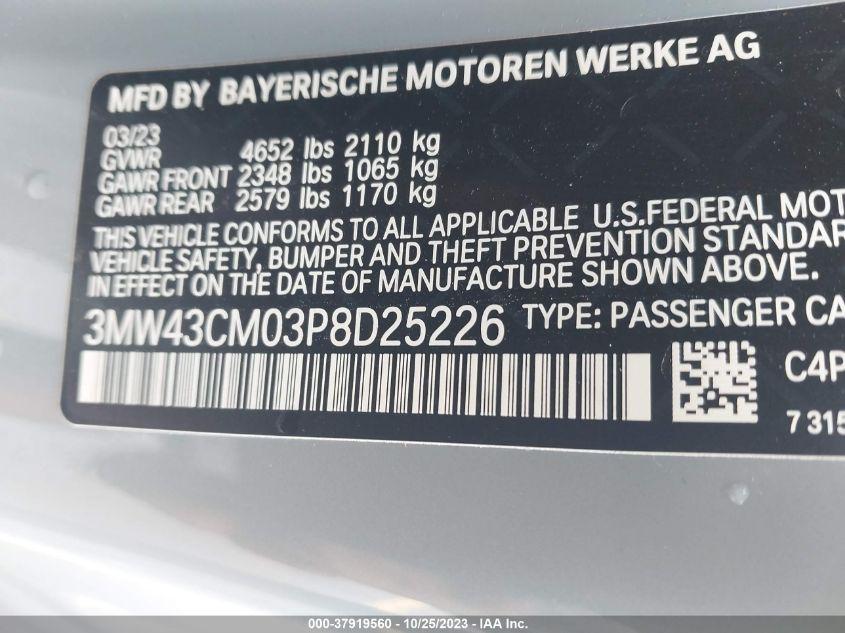 MFD BY BAYERISCHE MOTOREN WERKE AG
03/23
GVWR 4652 lbs 2110 kg
GAWR FRONT 2348 lbs 1065 kg
GAWR REAR 2579 lbs 1170 kg
THIS VEHICLE CONFORMS TO ALL APPLICABLE U.S.FEDERAL MOT
VEHICLE SAFETY, BUMPER AND THEFT PREVENTION STANDAR
IN EFFECT ON THE DATE OF MANUFACTURE SHOWN ABOVE.
3MW43CM03P8D25226 TYPE: PASSENGER CA
C4P
7 315
000-37919560 - 10/25/2023 - IAA Inc.